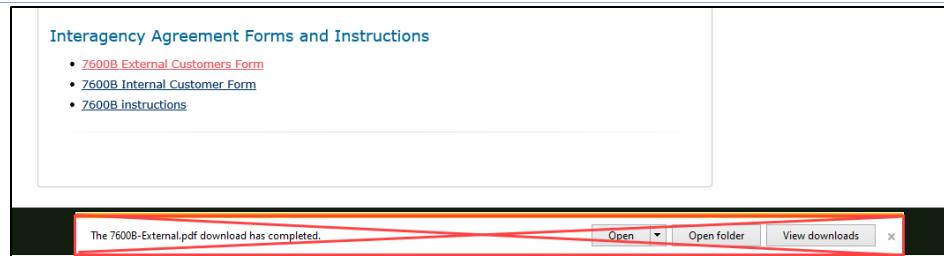 Interagency Agreement Forms and Instructions
7600B External Customers Form
7600B Internal Customer Form
7600B instructions
The 7600B-External.pdf download has completed. Open Open folder View downloads ×